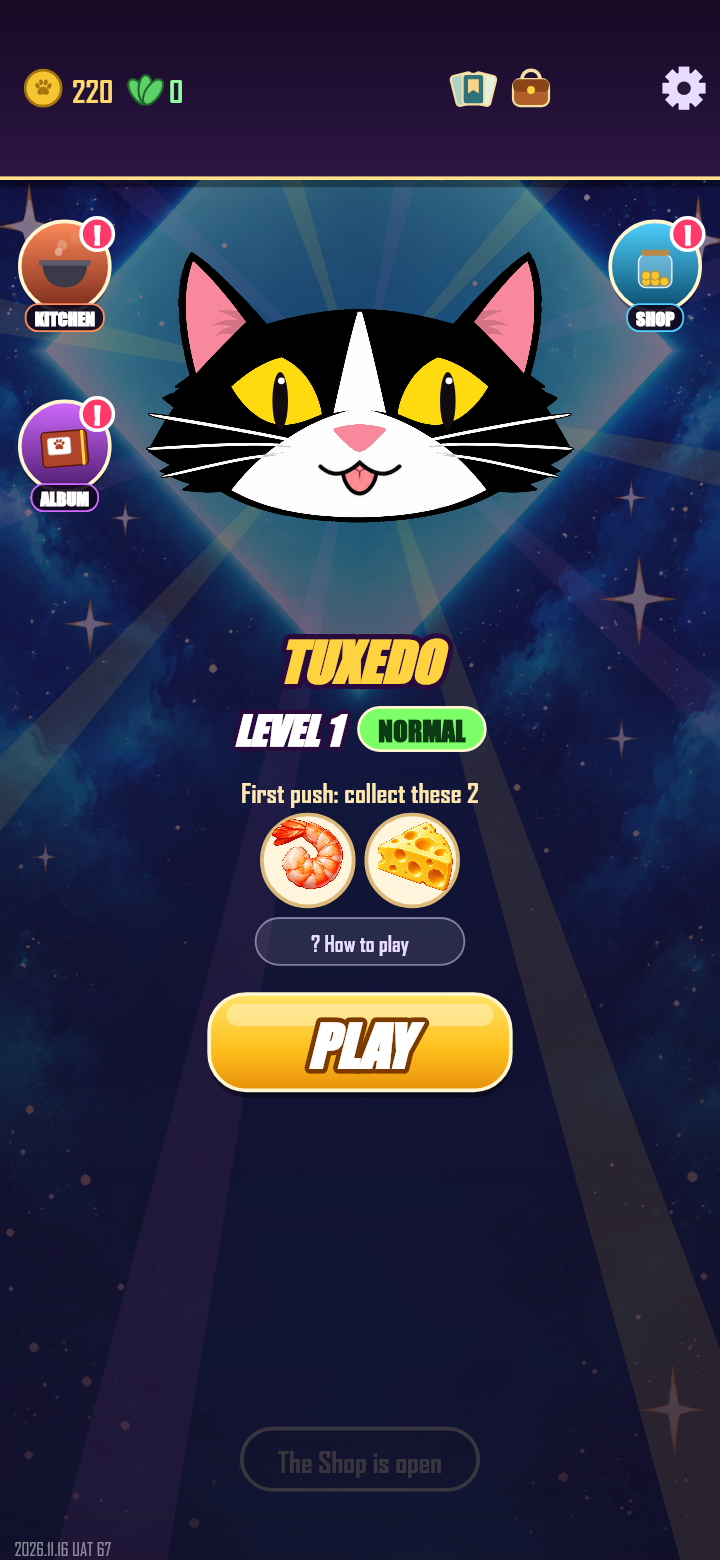 220
0
!
KITCHEN
!
SHOP
!
ALBUM
TUXEDO
LEVEL 1
NORMAL
First push: collect these 2
? How to play
PLAY
The Shop is open
2026.11.16 UAT 67